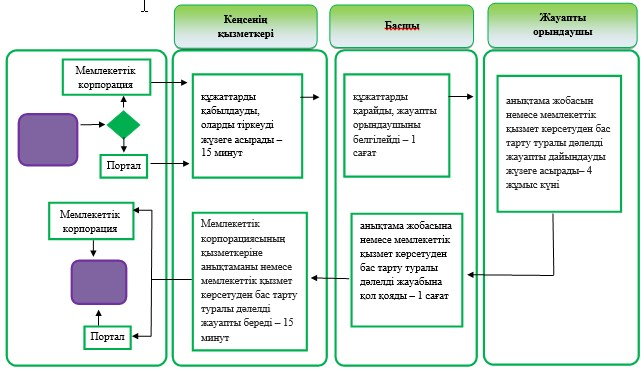 Кеңсенің
қызметкері
Басшы
Жауапты
орындаушы
Мемлекеттік
корпорация
Портал
құжаттарды
қабылдауды,
оларды тіркеуді
жүзеге асырады –
15 минут
құжаттарды
қарайды, жауапты
орындаушыны
белгілейді – 1
сағат
анықтама жобасын
немесе мемлекеттік
қызмет көрсетуден бас
тарту туралы дәлелді
жауапты дайындауды
жүзеге асырады– 4
жұмыс күні
Мемлекеттік
корпорация
Портал
Мемлекеттік
корпорациясының
қызметкеріне
анықтаманы немесе
мемлекеттік қызмет
көрсетуден бас тарту
туралы дәлелді
жауапты береді – 15
минут
анықтама жобасына
немесе мемлекеттік
қызмет көрсетуден
бас тарту туралы
дәлелді жауабына
қол қояды – 1 сағат